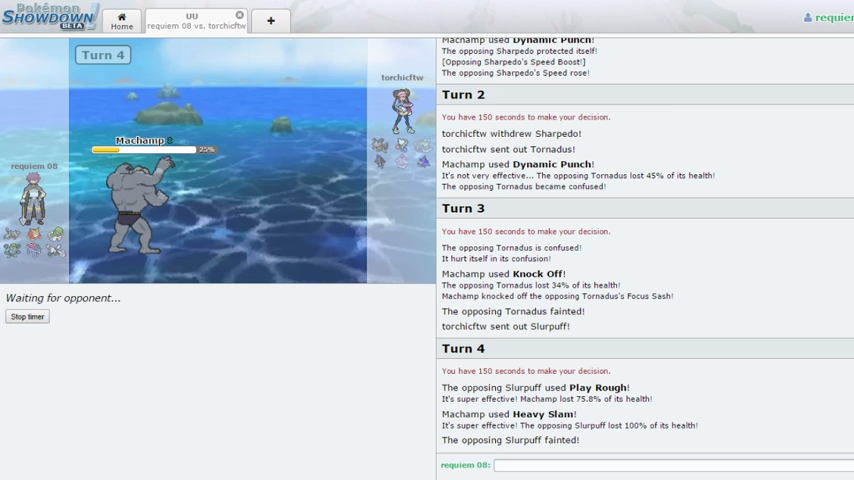 Pokémon
SHOWDOWN!
BETA
Home
UU
requiem 08 vs. torchicftw
+
requiem
Turn 4
torchicftw
Machamp
25%
requiem 08
Waiting for opponent...
Stop timer
Machamp used Dynamic Punch!
The opposing Sharpedo protected itself!
[Opposing Sharpedo's Speed Boost!]
The opposing Sharpedo's Speed rose!
Turn 2
You have 150 seconds to make your decision.
torchicftw withdrew Sharpedo!
torchicftw sent out Tornadus!
Machamp used Dynamic Punch!
It's not very effective... The opposing Tornadus lost 45% of its health!
The opposing Tornadus became confused!
Turn 3
You have 150 seconds to make your decision.
The opposing Tornadus is confused!
It hurt itself in its confusion!
Machamp used Knock Off!
The opposing Tornadus lost 34% of its health!
Machamp knocked off the opposing Tornadus's Focus Sash!
The opposing Tornadus fainted!
torchicftw sent out Slurpuff!
Turn 4
You have 150 seconds to make your decision.
The opposing Slurpuff used Play Rough!
It's super effective! Machamp lost 75.8% of its health!
Machamp used Heavy Slam!
It's super effective! The opposing Slurpuff lost 100% of its health!
The opposing Slurpuff fainted!
requiem 08: